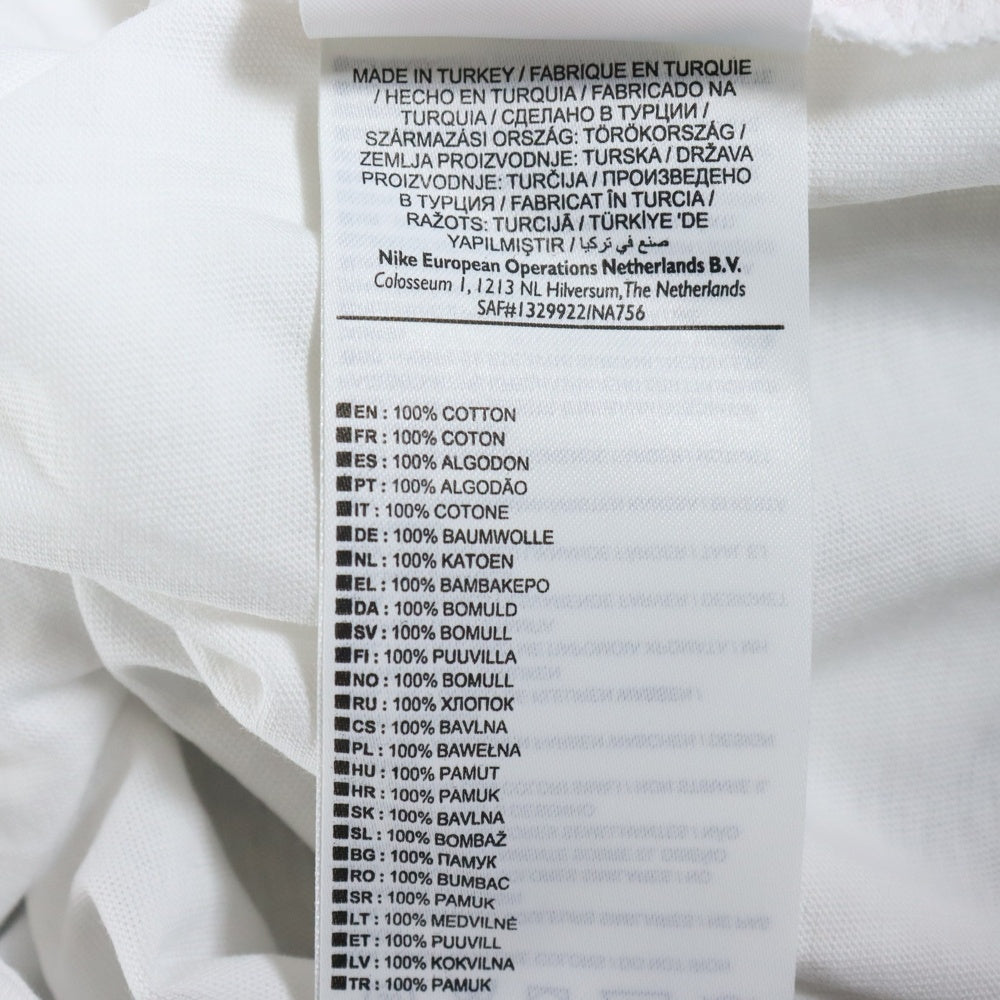 MADE IN TURKEY / FABRIQUE EN TURQUIE
/ HECHO EN TURQUIA / FABRICADO NA
TURQUIA / СДЕЛАНО В ТУРЦИИ /
SZÁRMAZÁSI ORSZÁG: TÖRÖKORSZÁG /
ZEMLJA PROIZVODNJE: TURSKA / DRŽAVA
PROIZVODNJE: TURČIJA / ПРОИЗВЕДЕНО
В ТУРЦИЯ / FABRICAT ÎN TURCIA /
RAŽOTS: TURCIJĀ / TÜRKİYE 'DE
YAPILMIŞTIR / صنع في تركيا
Nike European Operations Netherlands B.V.
Colosseum 1, 1213 NL Hilversum, The Netherlands
SAF#1329922/NA756
EN : 100% COTTON
FR : 100% COTON
ES : 100% ALGODON
PT : 100% ALGODÃO
IT : 100% COTONE
DE : 100% BAUMWOLLE
NL : 100% KATOEN
EL : 100% ΒΑΜΒΑΚΕΡΟ
DA : 100% BOMULD
SV : 100% BOMULL
FI : 100% PUUVILLA
NO : 100% BOMULL
RU : 100% ХЛОПОК
CS : 100% BAVLNA
PL : 100% BAWEŁNA
HU : 100% PAMUT
HR : 100% PAMUK
SK : 100% BAVLNA
SL : 100% BOMBAŽ
BG : 100% ПАМУК
RO : 100% BUMBAC
SR : 100% PAMUK
LT : 100% MEDVILNĖ
ET : 100% PUUVILL
LV : 100% KOKVILNA
TR : 100% PAMUK